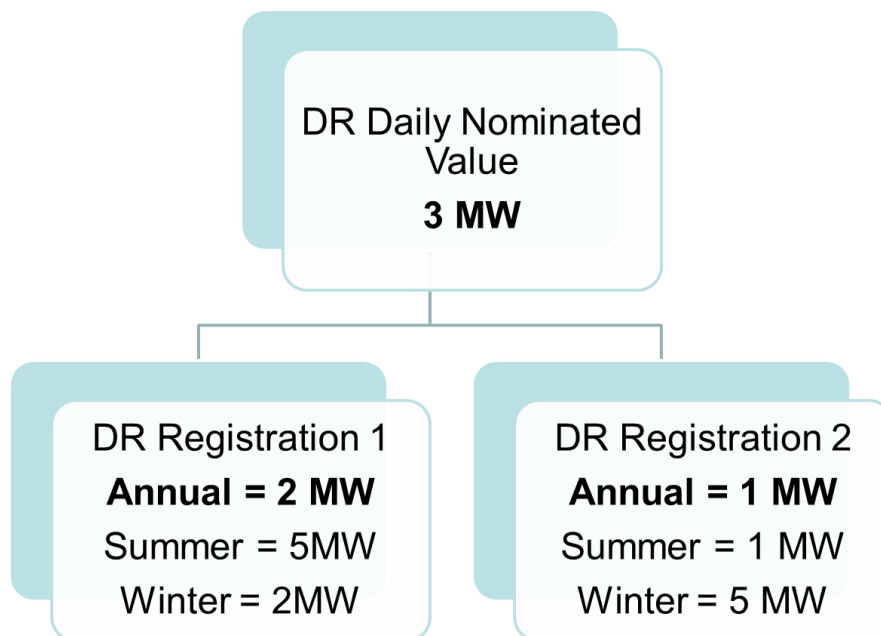 DR Daily Nominated
Value
3 MW
DR Registration 1
Annual = 2 MW
Summer = 5MW
Winter = 2MW
DR Registration 2
Annual = 1 MW
Summer = 1 MW
Winter = 5 MW